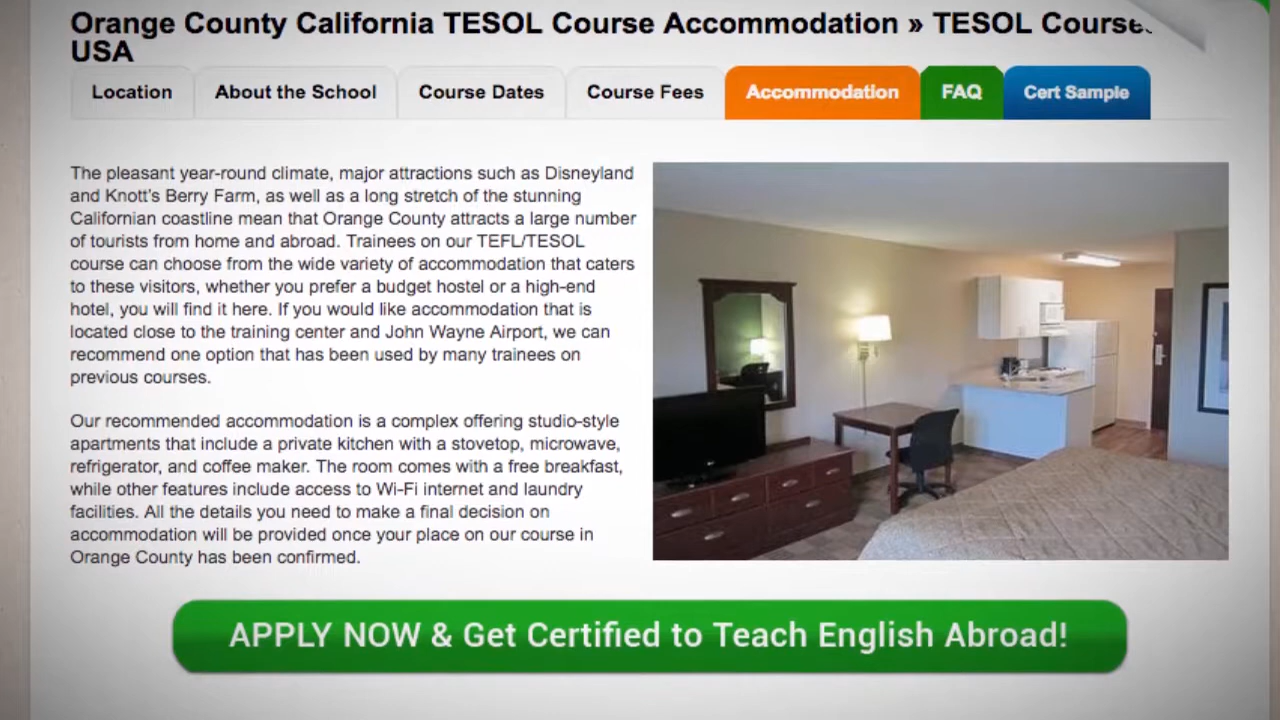 Orange County California TESOL Course Accommodation » TESOL Courses
USA
Location About the School Course Dates Course Fees Accommodation FAQ Cert Sample
The pleasant year-round climate, major attractions such as Disneyland
and Knott's Berry Farm, as well as a long stretch of the stunning
Californian coastline mean that Orange County attracts a large number
of tourists from home and abroad. Trainees on our TEFL/TESOL
course can choose from the wide variety of accommodation that caters
to these visitors, whether you prefer a budget hostel or a high-end
hotel, you will find it here. If you would like accommodation that is
located close to the training center and John Wayne Airport, we can
recommend one option that has been used by many trainees on
previous courses.
Our recommended accommodation is a complex offering studio-style
apartments that include a private kitchen with a stovetop, microwave,
refrigerator, and coffee maker. The room comes with a free breakfast,
while other features include access to Wi-Fi internet and laundry
facilities. All the details you need to make a final decision on
accommodation will be provided once your place on our course in
Orange County has been confirmed.
APPLY NOW & Get Certified to Teach English Abroad!